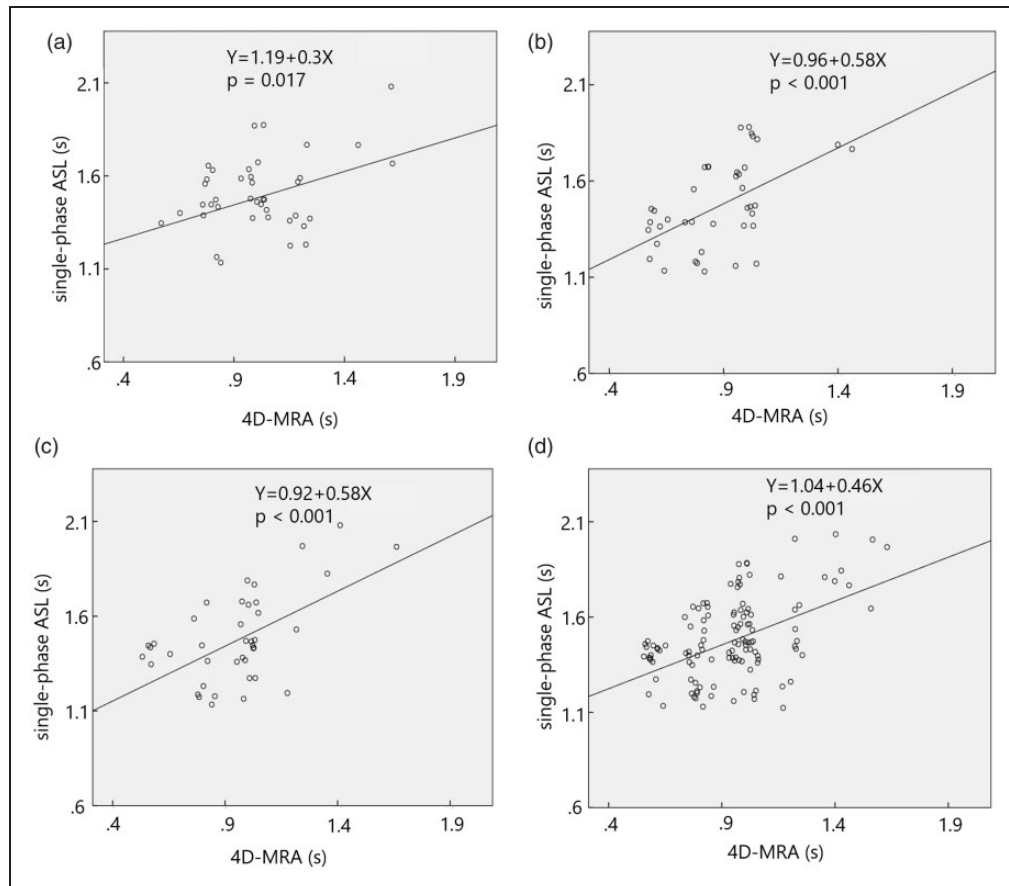 (a)
Y=1.19+0.3X
p = 0.017
single-phase ASL (s)
2.1
1.6
1.1
.6
.4 .9 1.4 1.9
4D-MRA (s)
(b)
Y=0.96+0.58X
p < 0.001
single-phase ASL (s)
2.1
1.6
1.1
.6
.4 .9 1.4 1.9
4D-MRA (s)
(c)
Y=0.92+0.58X
p < 0.001
single-phase ASL (s)
2.1
1.6
1.1
.6
.4 .9 1.4 1.9
4D-MRA (s)
(d)
Y=1.04+0.46X
p < 0.001
single-phase ASL (s)
2.1
1.6
1.1
.6
.4 .9 1.4 1.9
4D-MRA (s)